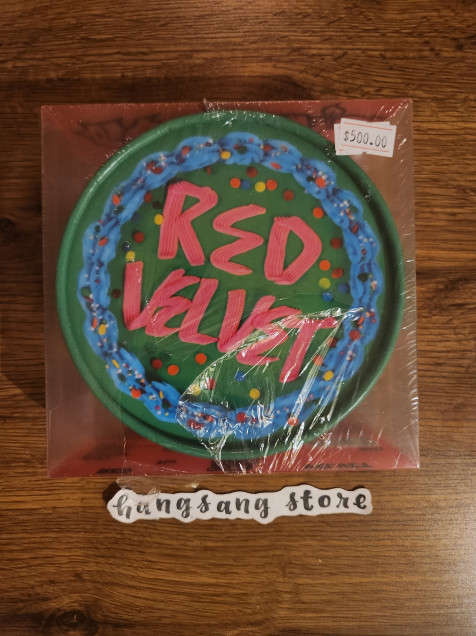 $500.00
RED
VELVET
hangsang store